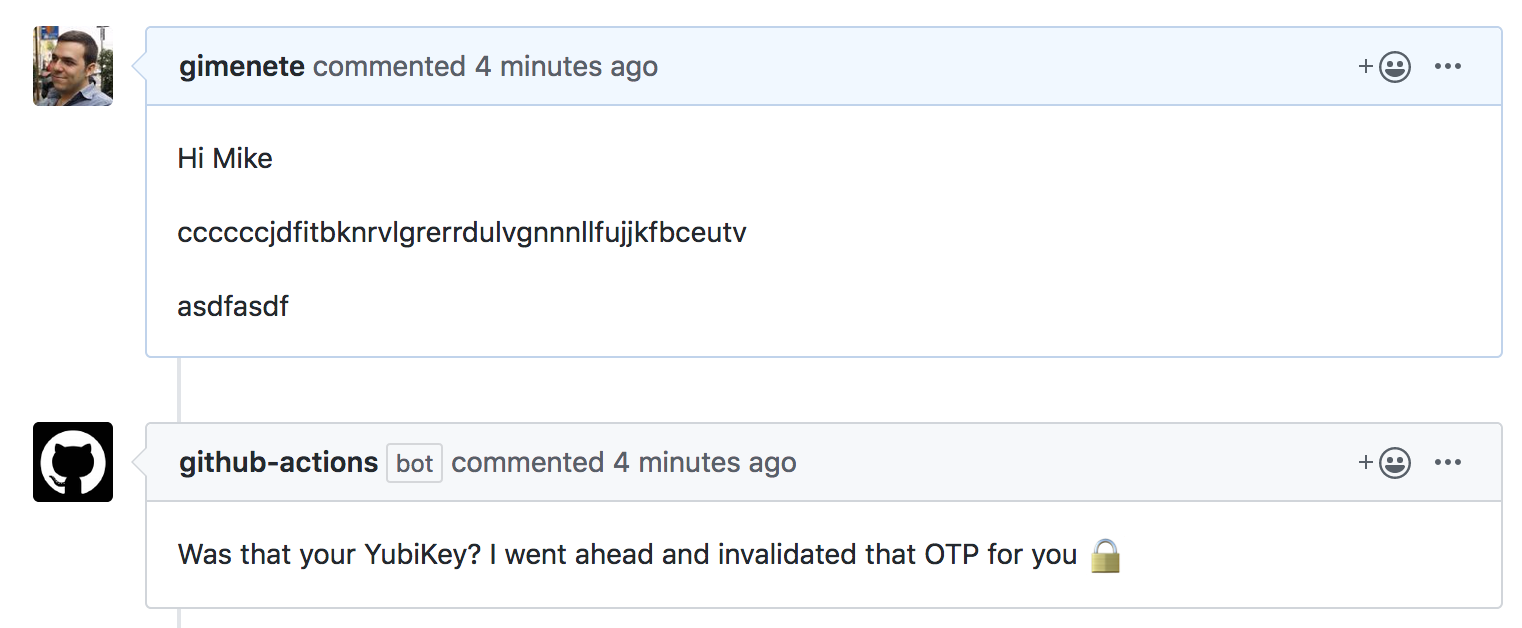 gimenete commented 4 minutes ago
Hi Mike
ccccccjdfitbknrvlgrerrdulvgnnnllfujjkfbceutv
asdfasdf
github-actions bot commented 4 minutes ago
Was that your YubiKey? I went ahead and invalidated that OTP for you 🔒